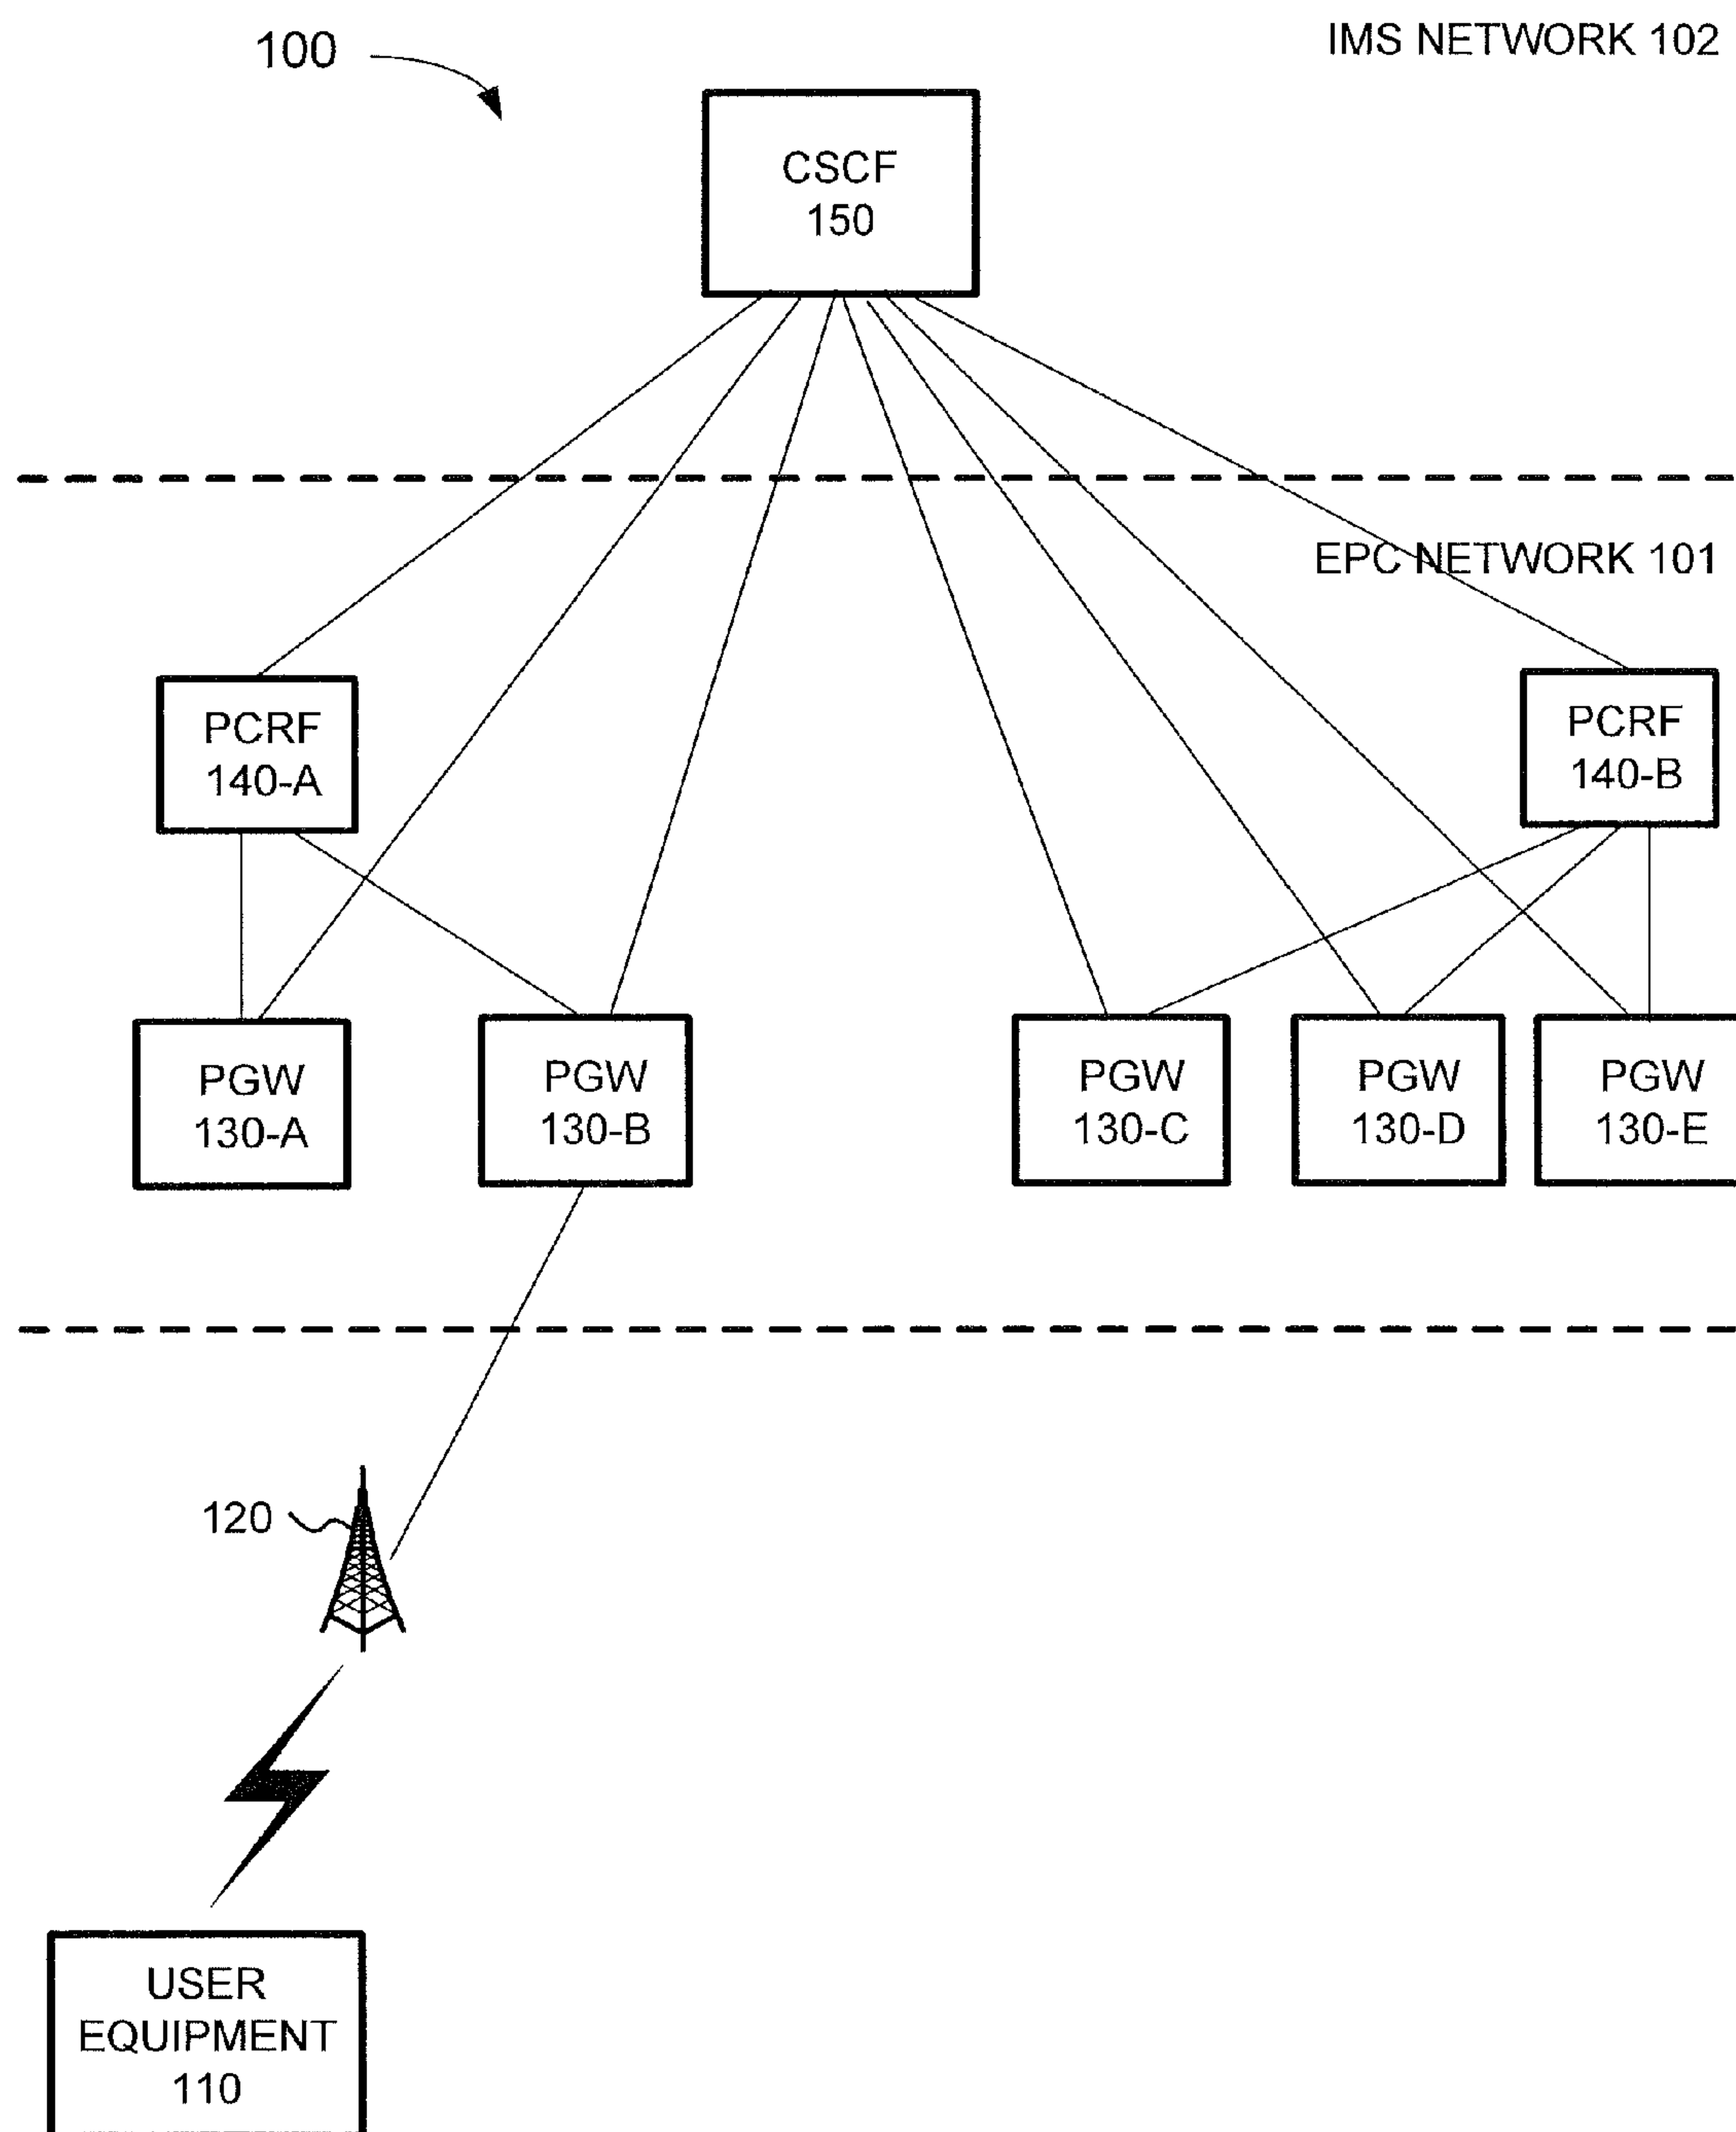 100
IMS NETWORK 102
CSCF
150
EPC NETWORK 101
PCRF
140-A
PCRF
140-B
PGW
130-A
PGW
130-B
PGW
130-C
PGW
130-D
PGW
130-E
120
USER
EQUIPMENT
110